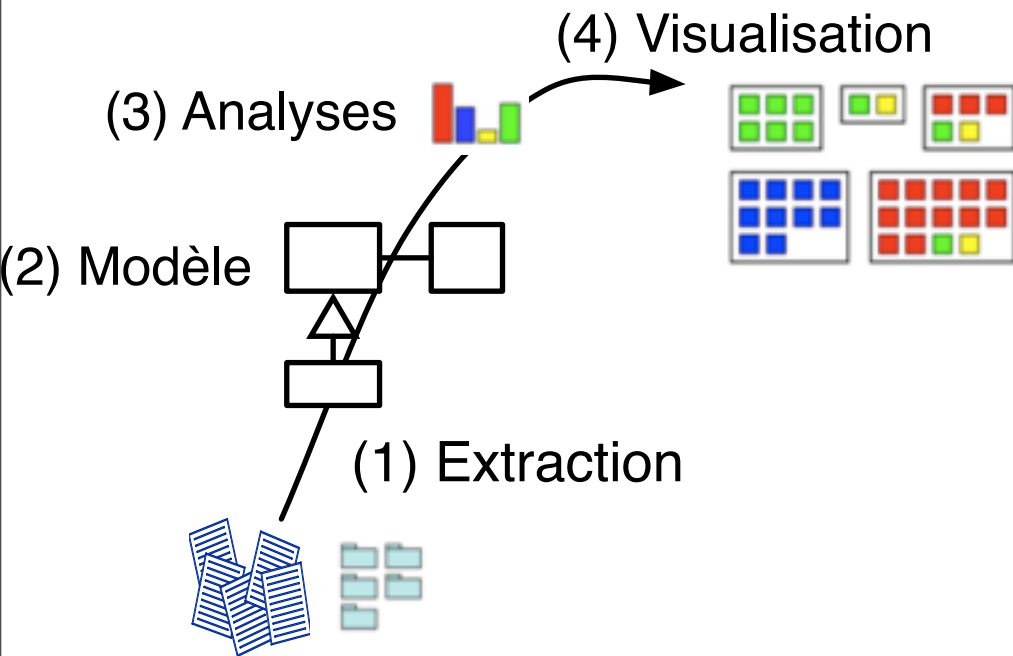 (4) Visualisation
(3) Analyses
(2) Modèle
(1) Extraction